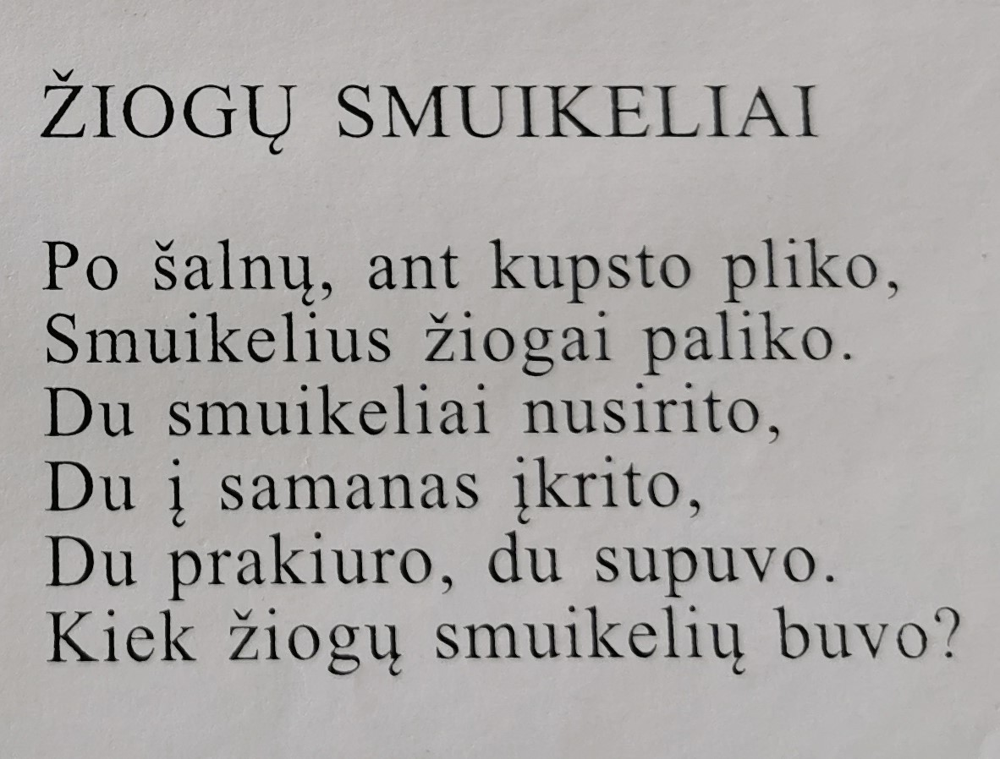 ŽIOGŲ SMUIKELIAI
Po šalnų, ant kupsto pliko,
Smuikelius žiogai paliko.
Du smuikeliai nusirito,
Du į samanas įkrito,
Du prakiuro, du supuvo.
Kiek žiogų smuikelių buvo?